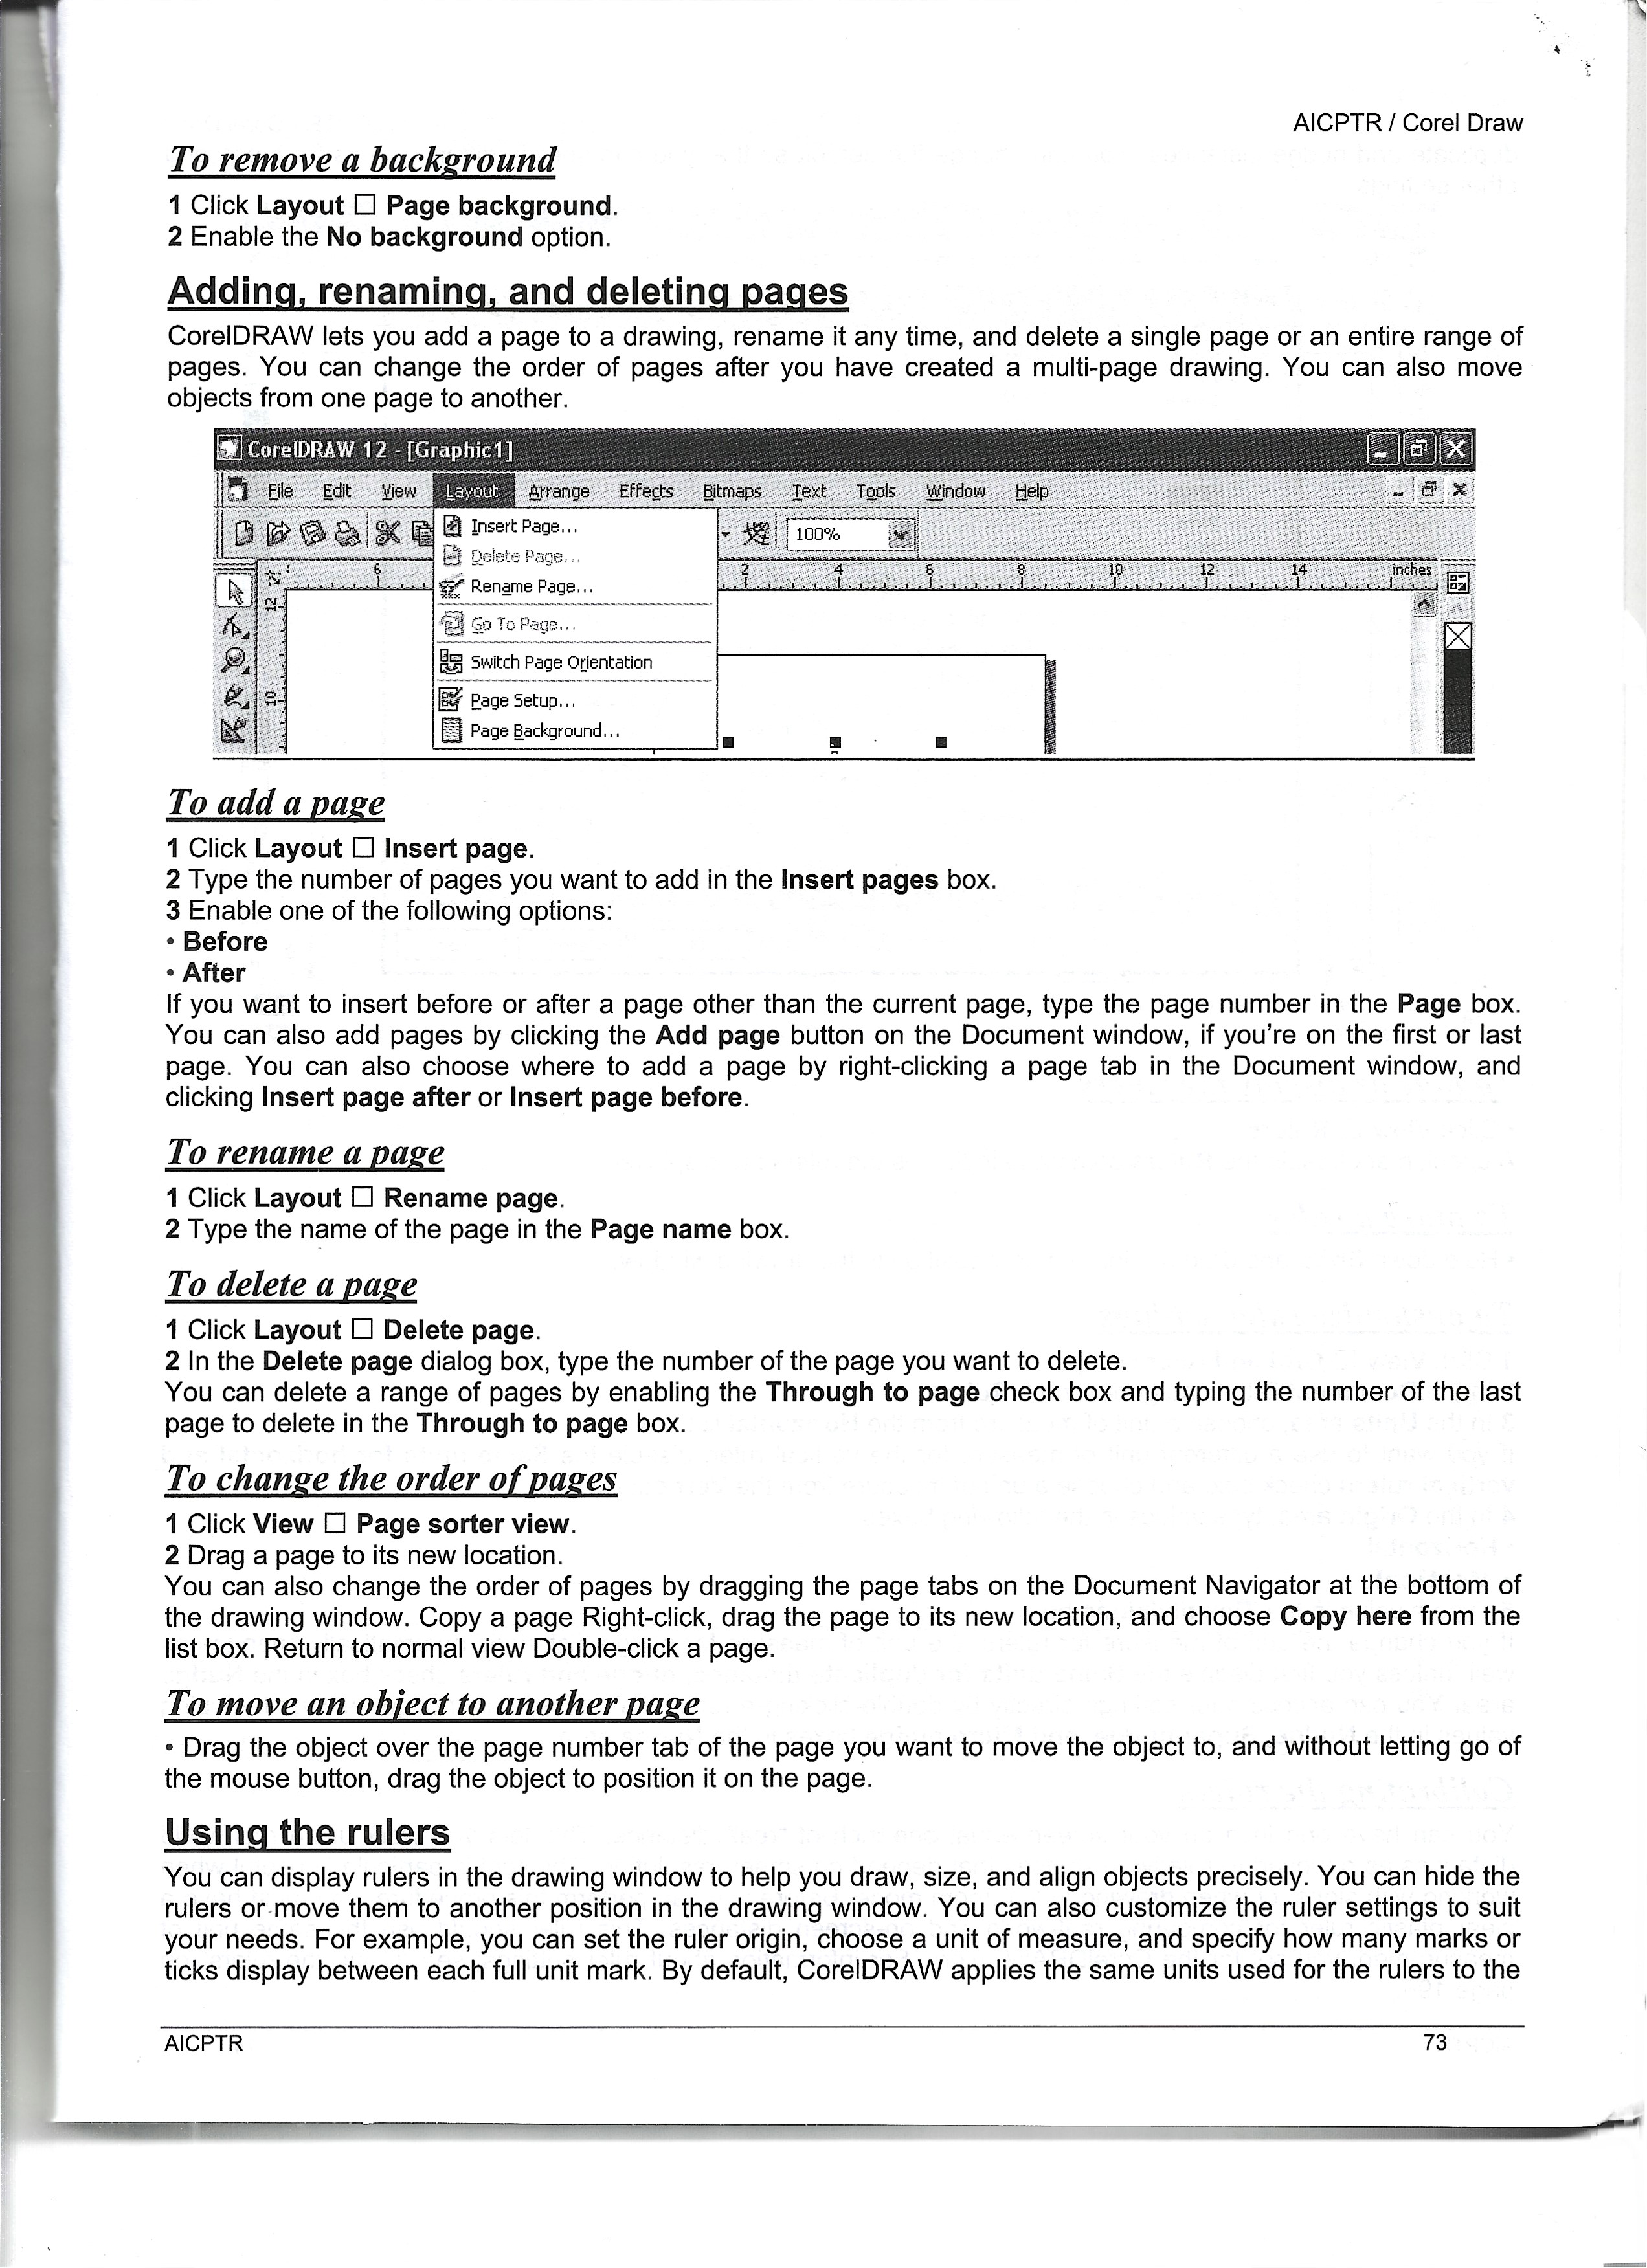 AICPTR / Corel Draw
To remove a background
1 Click Layout □ Page background.
2 Enable the No background option.
Adding, renaming, and deleting pages
CorelDRAW lets you add a page to a drawing, rename it any time, and delete a single page or an entire range of
pages. You can change the order of pages after you have created a multi-page drawing. You can also move
objects from one page to another.
CorelDRAW 12 - [Graphic1]
File Edit View Layout Arrange Effects Bitmaps Text Tools Window Help
Insert Page...
100%
Delete Page...
6 2 4 6 8 10 12 14 inches
Rename Page...
12
Go To Page...
Switch Page Orientation
10
Page Setup...
Page Background...
To add a page
1 Click Layout □ Insert page.
2 Type the number of pages you want to add in the Insert pages box.
3 Enable one of the following options:
• Before
• After
If you want to insert before or after a page other than the current page, type the page number in the Page box.
You can also add pages by clicking the Add page button on the Document window, if you're on the first or last
page. You can also choose where to add a page by right-clicking a page tab in the Document window, and
clicking Insert page after or Insert page before.
To rename a page
1 Click Layout □ Rename page.
2 Type the name of the page in the Page name box.
To delete a page
1 Click Layout □ Delete page.
2 In the Delete page dialog box, type the number of the page you want to delete.
You can delete a range of pages by enabling the Through to page check box and typing the number of the last
page to delete in the Through to page box.
To change the order of pages
1 Click View □ Page sorter view.
2 Drag a page to its new location.
You can also change the order of pages by dragging the page tabs on the Document Navigator at the bottom of
the drawing window. Copy a page Right-click, drag the page to its new location, and choose Copy here from the
list box. Return to normal view Double-click a page.
To move an object to another page
• Drag the object over the page number tab of the page you want to move the object to, and without letting go of
the mouse button, drag the object to position it on the page.
Using the rulers
You can display rulers in the drawing window to help you draw, size, and align objects precisely. You can hide the
rulers or move them to another position in the drawing window. You can also customize the ruler settings to suit
your needs. For example, you can set the ruler origin, choose a unit of measure, and specify how many marks or
ticks display between each full unit mark. By default, CorelDRAW applies the same units used for the rulers to the
AICPTR 73